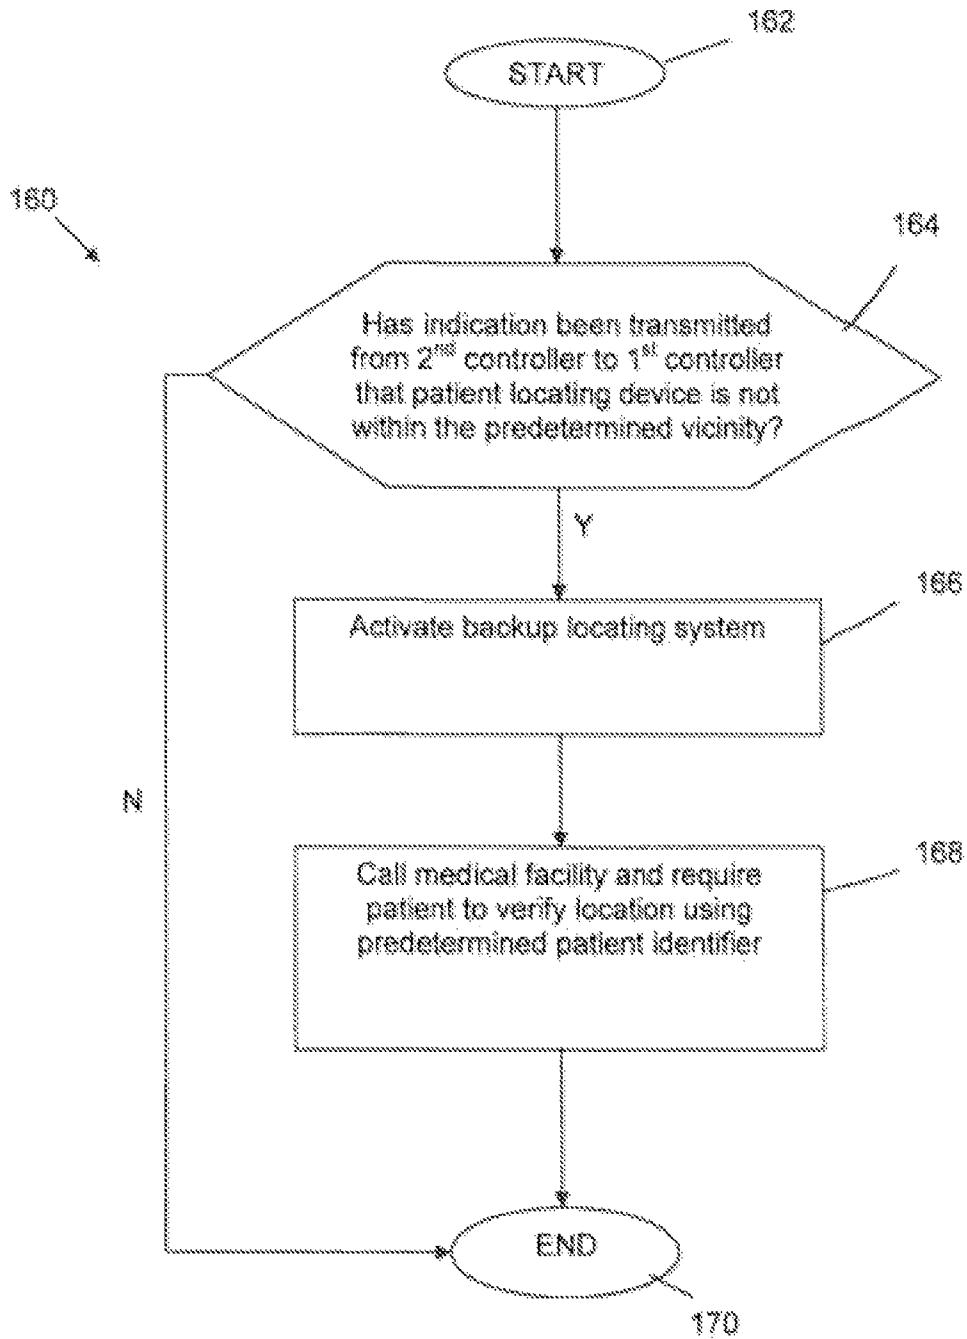 162
START
160
164
Has indication been transmitted
from 2nd controller to 1st controller
that patient locating device is not
within the predetermined vicinity?
Y
166
Activate backup locating system
N
168
Call medical facility and require
patient to verify location using
predetermined patient identifier
END
170